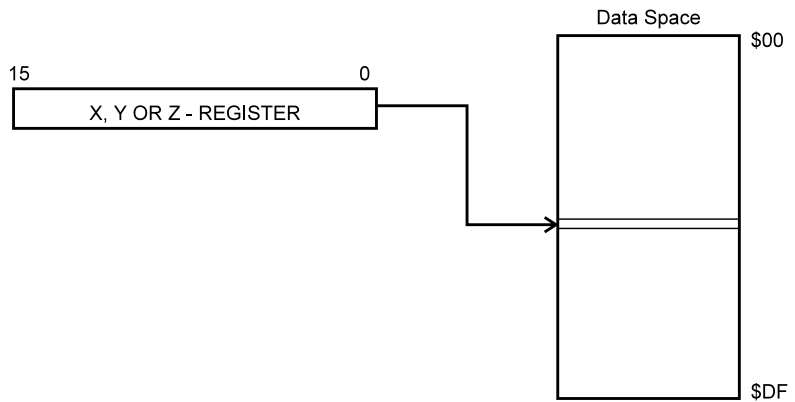 Data Space
$00
15
0
X, Y OR Z - REGISTER
$DF